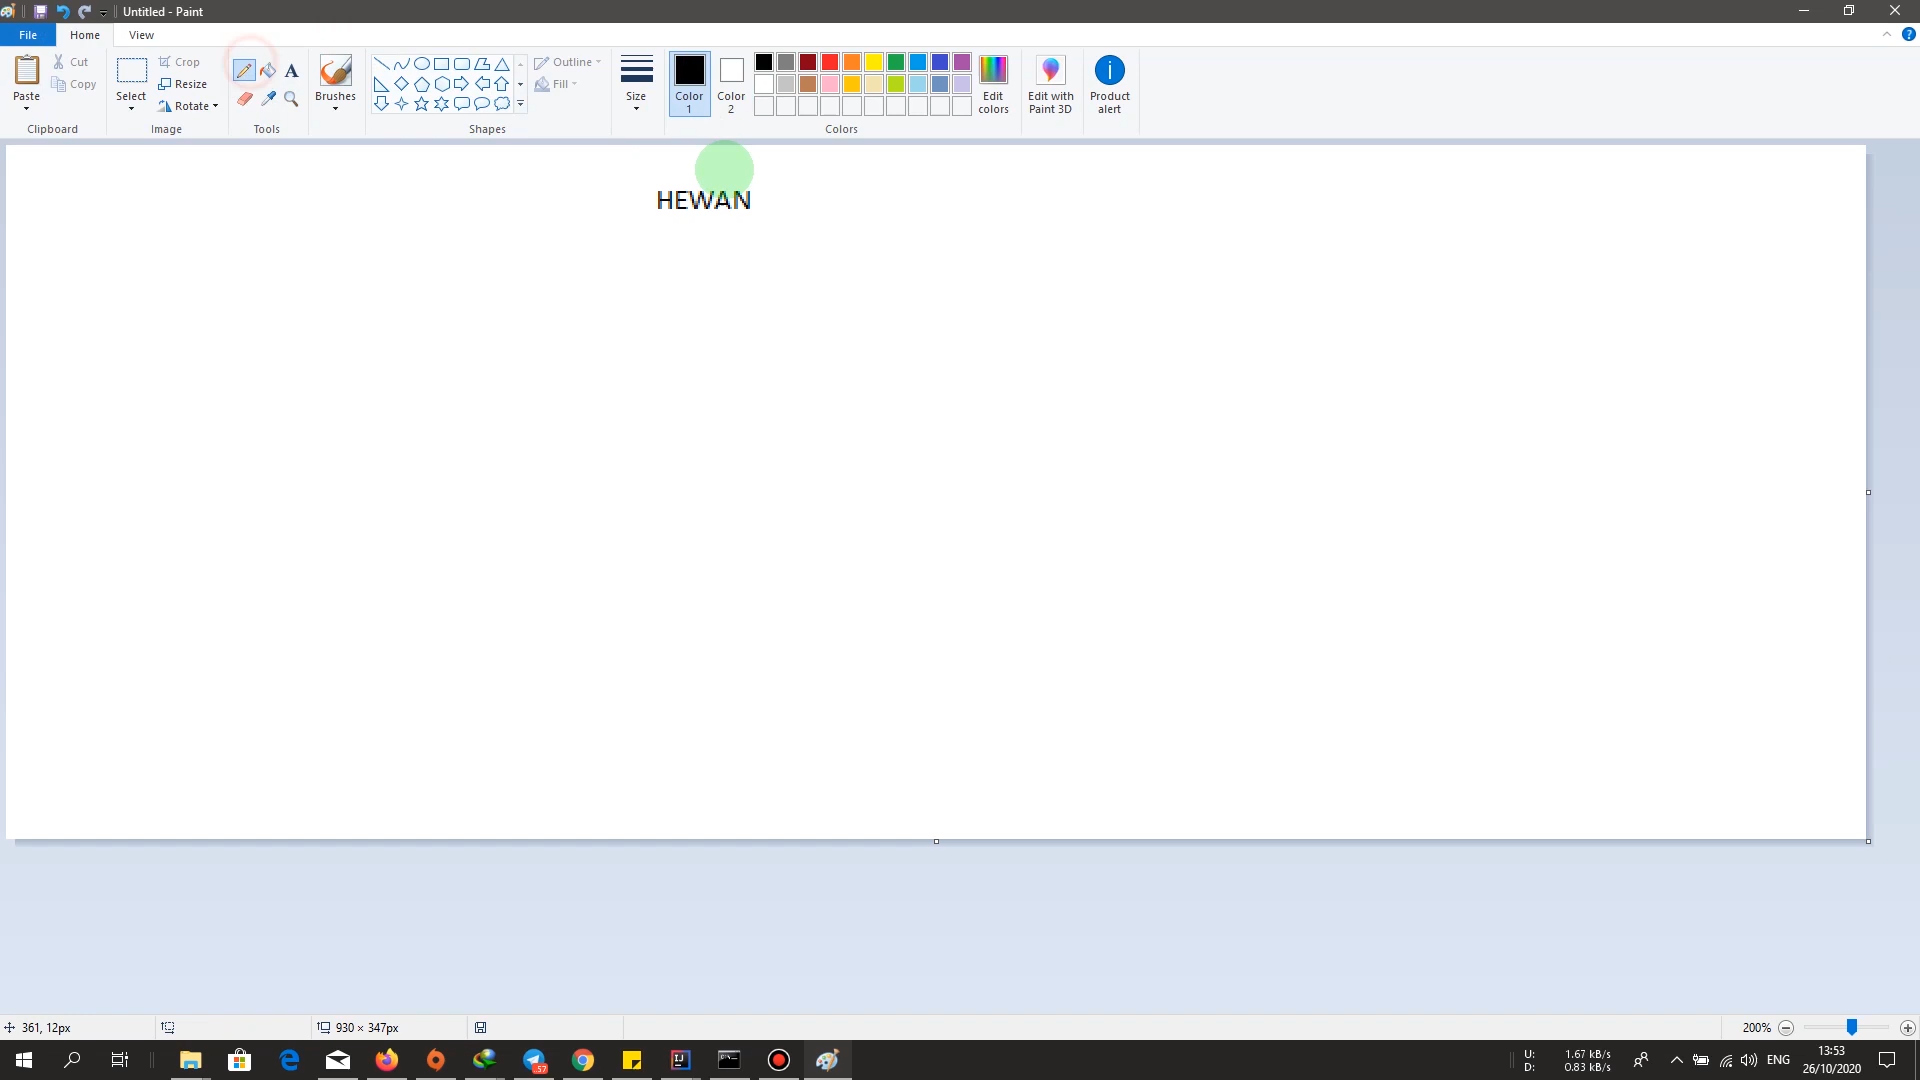 Untitled - Paint
File
Home
View
Paste
Cut
Copy
Clipboard
Select
Crop
Resize
Rotate
Image
A
Tools
Brushes
Shapes
Outline
Fill
Size
Color 1
Color 2
Colors
Edit colors
Edit with Paint 3D
Product alert
HEWAN
361, 12px
930 × 347px
200%
57
IJ
U: 1.67 kB/s
D: 0.83 kB/s
ENG
13:53
26/10/2020